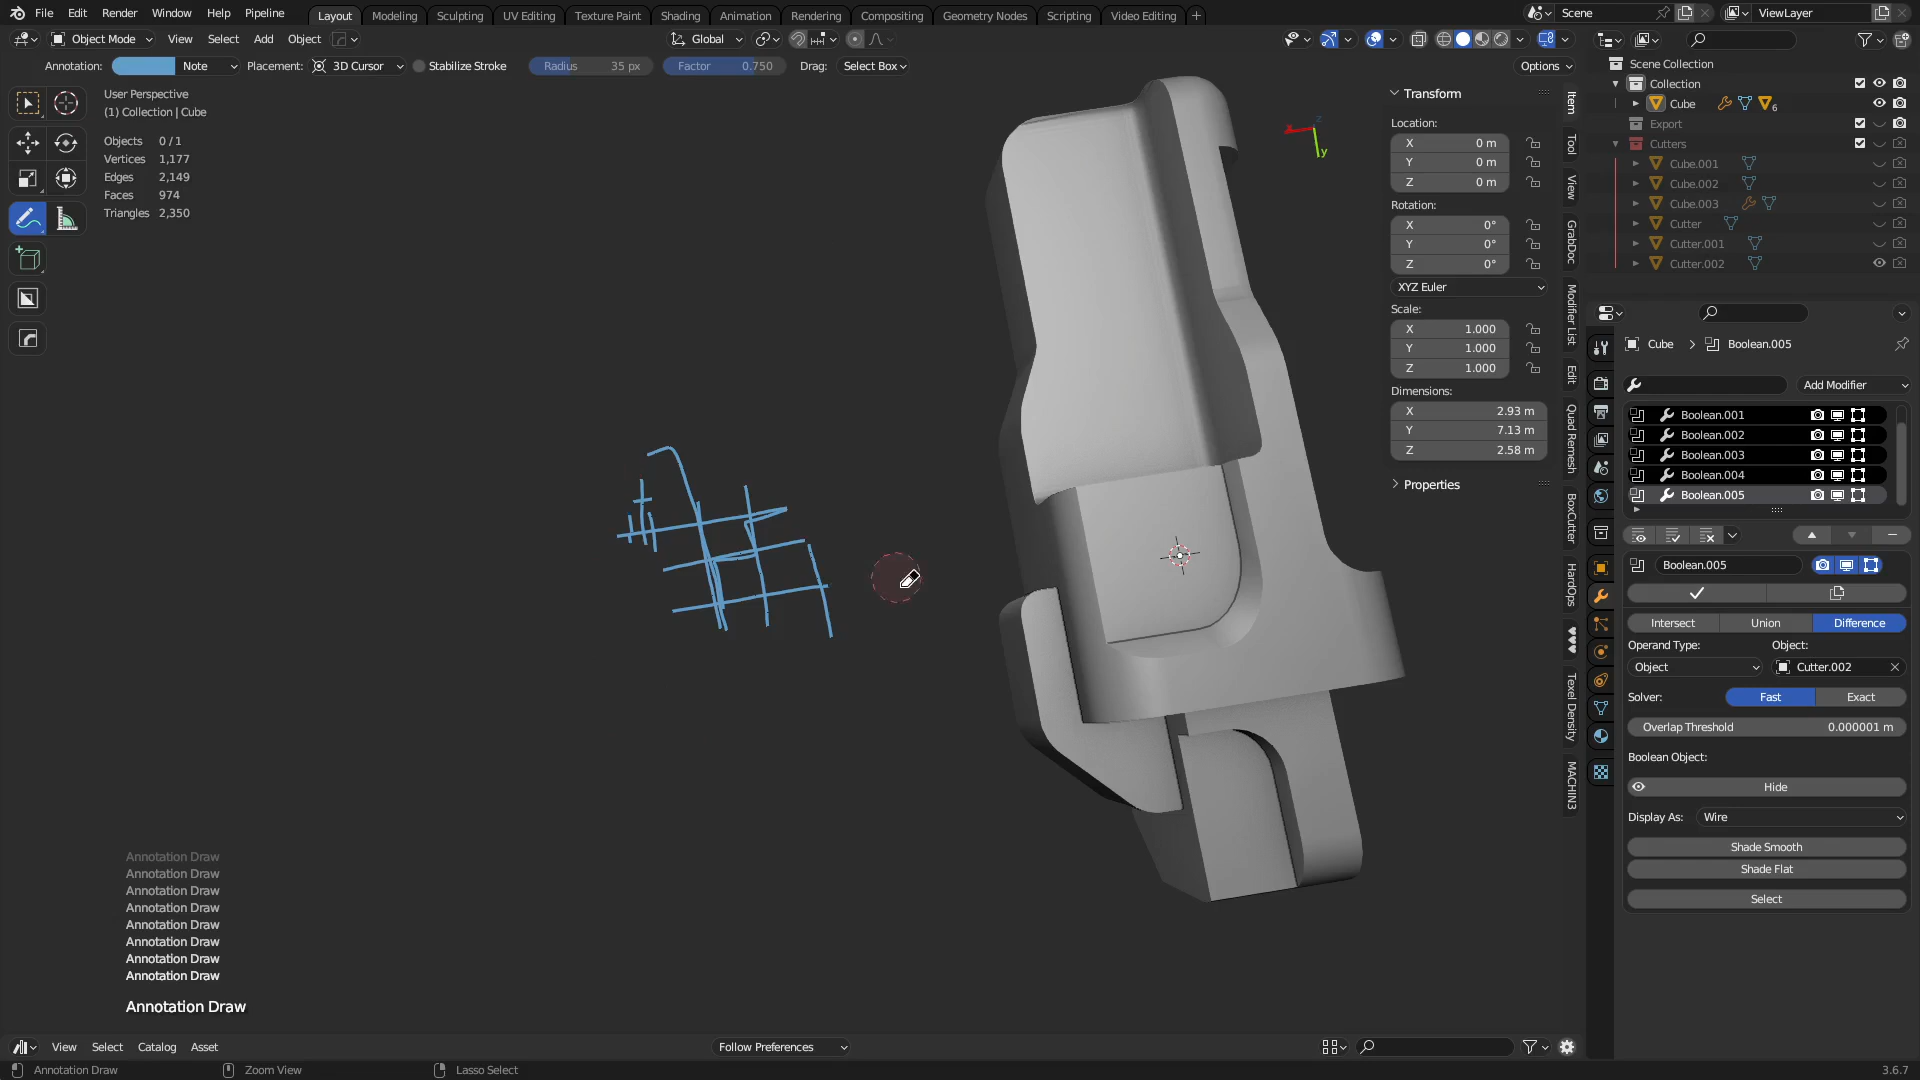 File Edit Render Window Help Pipeline Layout Modeling Sculpting UV Editing Texture Paint Shading Animation Rendering Compositing Geometry Nodes Scripting Video Editing + Scene ViewLayer
Object Mode View Select Add Object Global
Annotation: Note Placement: 3D Cursor Stabilize Stroke Radius 35 px Factor 0.750 Drag: Select Box Options
User Perspective
(1) Collection | Cube
Objects 0/1
Vertices 1,177
Edges 2,149
Faces 974
Triangles 2,350
x
y
z
Transform
Location:
X 0 m
Y 0 m
Z 0 m
Rotation:
X 0°
Y 0°
Z 0°
XYZ Euler
Scale:
X 1.000
Y 1.000
Z 1.000
Dimensions:
X 2.93 m
Y 7.13 m
Z 2.58 m
Properties
Item
Tool
View
GrabDoc
Modifier List
Edit
Quad Remesh
BoxCutter
HardOps
♥♥♥
Texel Density
MACHIN3
Scene Collection
Collection
Cube 6
Export
Cutters
Cube.001
Cube.002
Cube.003
Cutter
Cutter.001
Cutter.002
Cube > Boolean.005
Add Modifier
Boolean.001
Boolean.002
Boolean.003
Boolean.004
Boolean.005
Boolean.005
Intersect Union Difference
Operand Type: Object:
Object Cutter.002
Solver: Fast Exact
Overlap Threshold 0.000001 m
Boolean Object:
Hide
Display As: Wire
Shade Smooth
Shade Flat
Select
Annotation Draw
Annotation Draw
Annotation Draw
Annotation Draw
Annotation Draw
Annotation Draw
Annotation Draw
Annotation Draw
Annotation Draw
View Select Catalog Asset Follow Preferences
Annotation Draw Zoom View Lasso Select 3.6.7